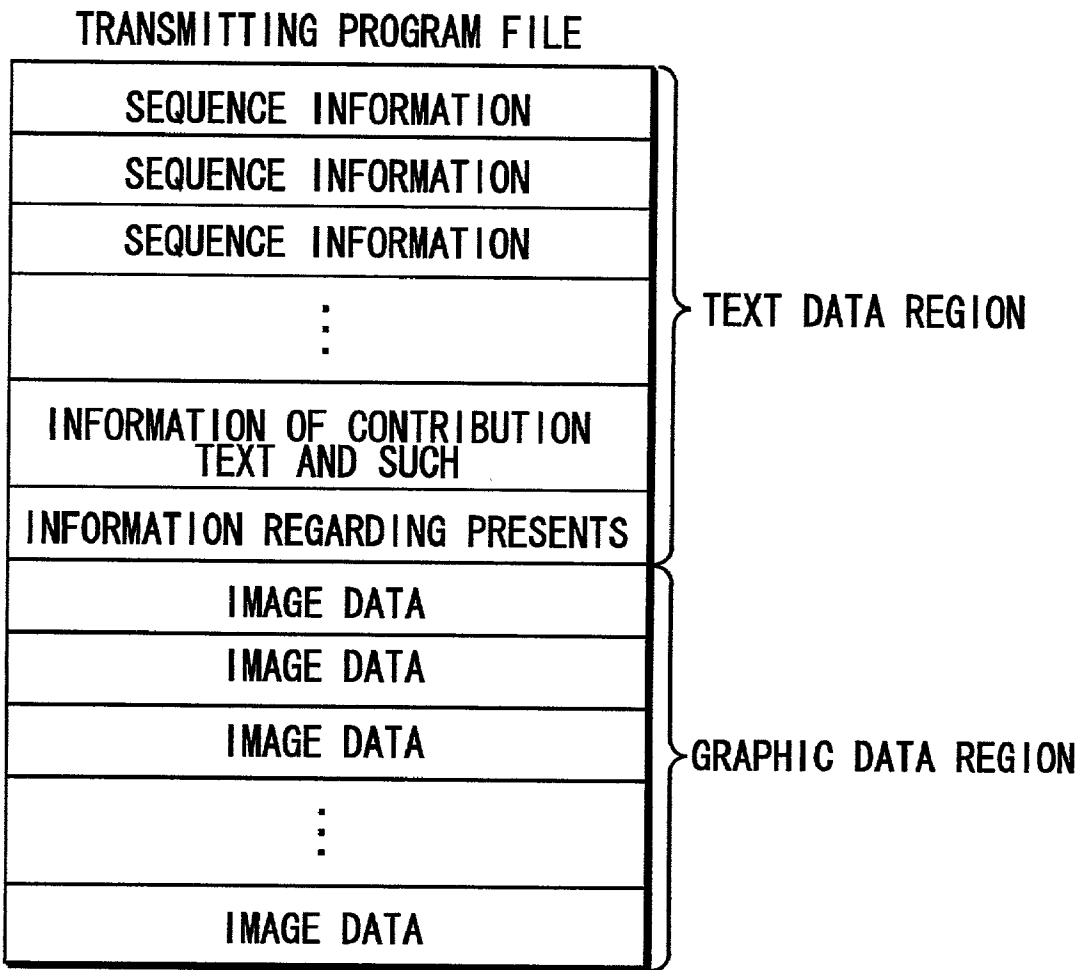 TRANSMITTING PROGRAM FILE
SEQUENCE INFORMATION
SEQUENCE INFORMATION
SEQUENCE INFORMATION
TEXT DATA REGION
INFORMATION OF CONTRIBUTION
TEXT AND SUCH
INFORMATION REGARDING PRESENTS
IMAGE DATA
IMAGE DATA
IMAGE DATA
GRAPHIC DATA REGION
IMAGE DATA